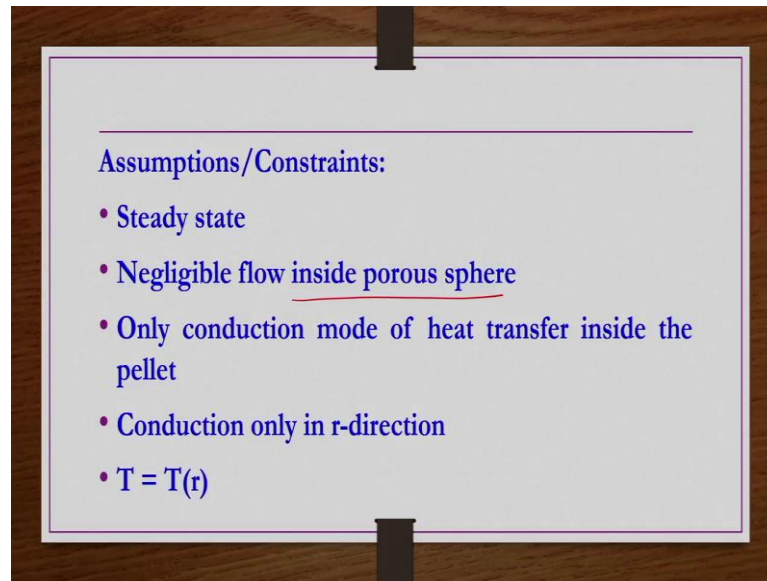 Assumptions/Constraints:
• Steady state
• Negligible flow inside porous sphere
• Only conduction mode of heat transfer inside the
pellet
• Conduction only in r-direction
• T = T(r)